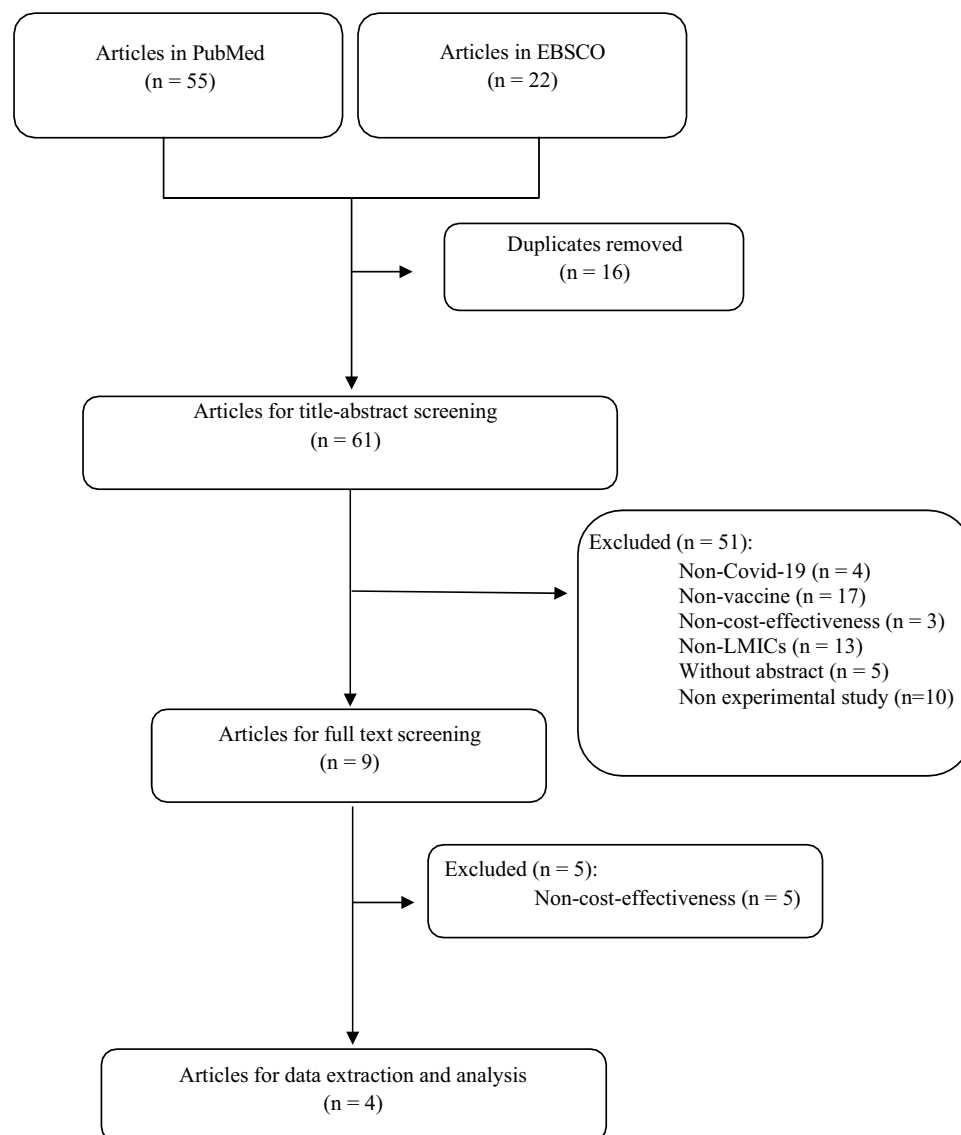 Articles in PubMed
(n = 55)
Articles in EBSCO
(n = 22)
Duplicates removed
(n = 16)
Articles for title-abstract screening
(n = 61)
Excluded (n = 51):
Non-Covid-19 (n = 4)
Non-vaccine (n = 17)
Non-cost-effectiveness (n = 3)
Non-LMICs (n = 13)
Without abstract (n = 5)
Non experimental study (n=10)
Articles for full text screening
(n = 9)
Excluded (n = 5):
Non-cost-effectiveness (n = 5)
Articles for data extraction and analysis
(n = 4)